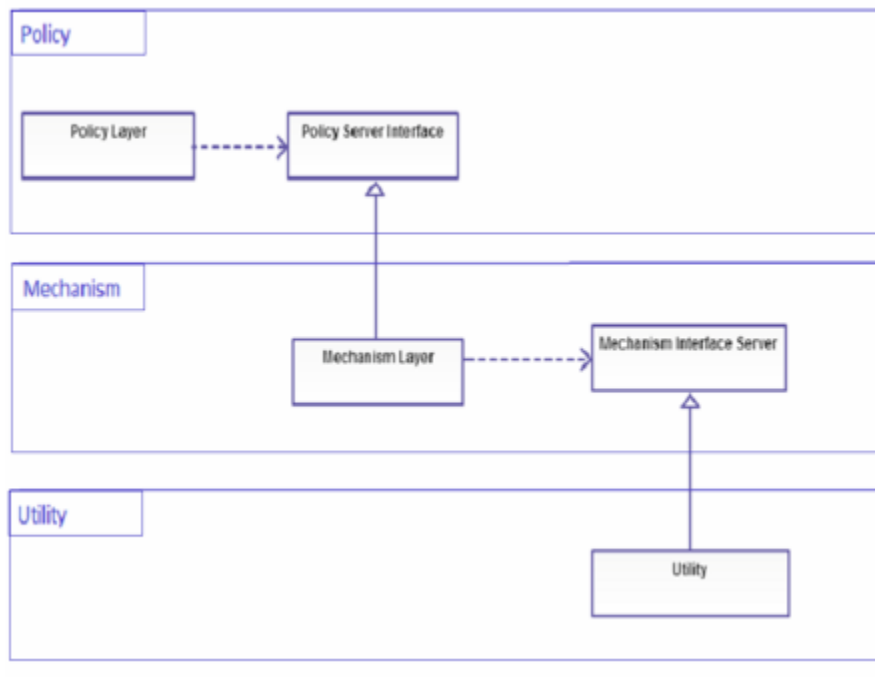 Policy
Policy Layer
Policy Server Interface
Mechanism
Mechanism Layer
Mechanism Interface Server
Utility
Utility